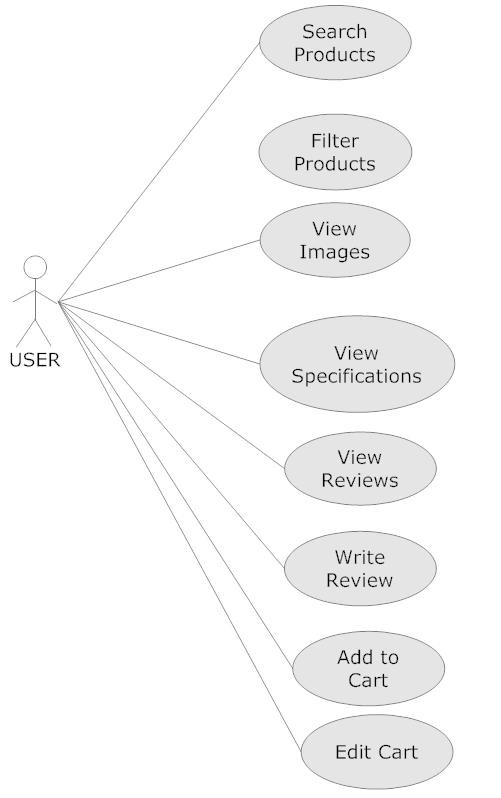 Search
Products
Filter
Products
View
Images
USER
View
Specifications
View
Reviews
Write
Review
Add to
Cart
Edit Cart